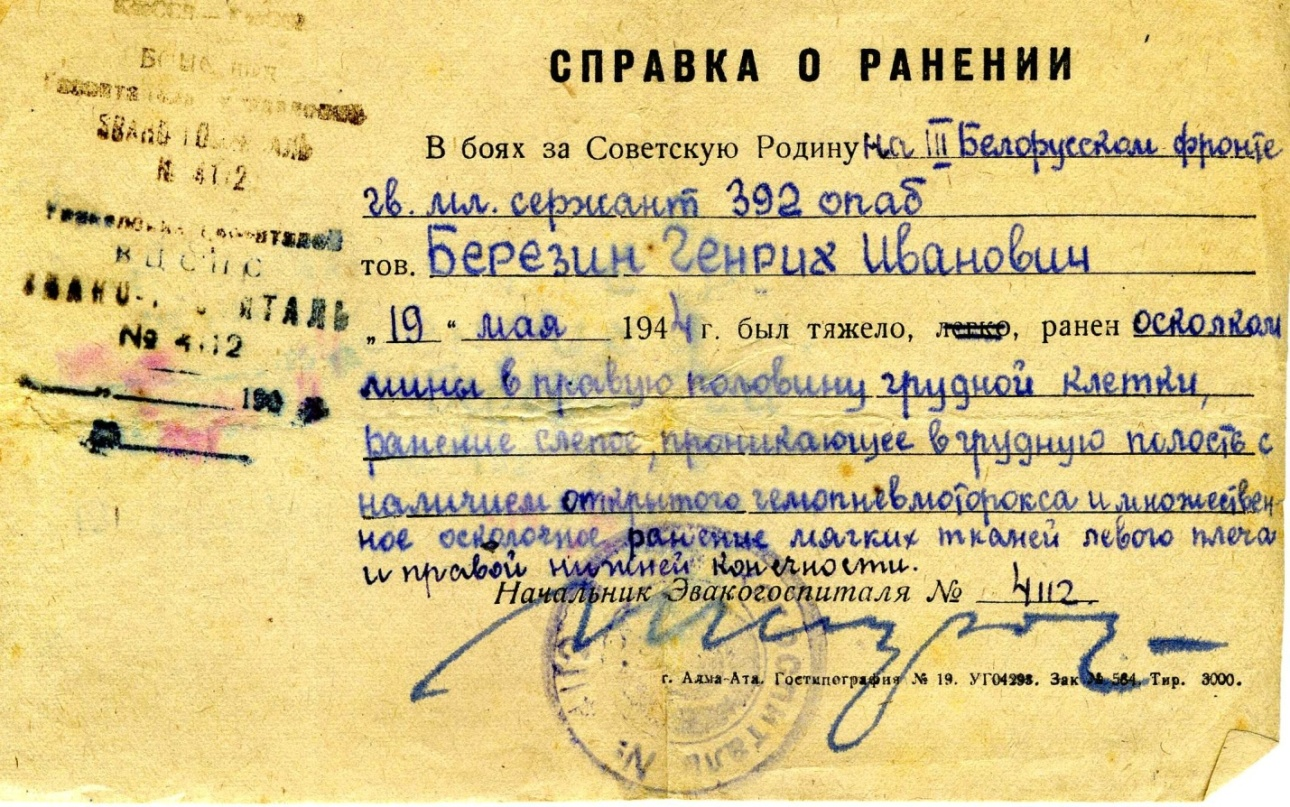 СПРАВКА О РАНЕНИИ
В боях за Советскую Родину на III Белорусском фронте
гв. мл. сержант 392 опаб
тов. Березин Генрих Иванович
„19“ мая 1944 г. был тяжело, легко, ранен осколком
мины в правую половину грудной клетки,
ранение слепое, проникающее в грудную полость с
наличием открытого гемопневмоторокса и множествен-
ное осколочное ранение мягких тканей левого плеча
и правой нижней конечности.
Начальник Эвакогоспиталя № 4112
г. Алма-Ата. Гостипография № 19. УГ04293. Зак № 584. Тир. 3000.
№ 4112
№ 4112